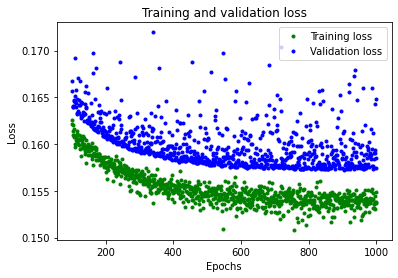 Training and validation loss
Training loss
Validation loss
0.170
0.165
0.160
0.155
0.150
Loss
200
400
600
800
1000
Epochs